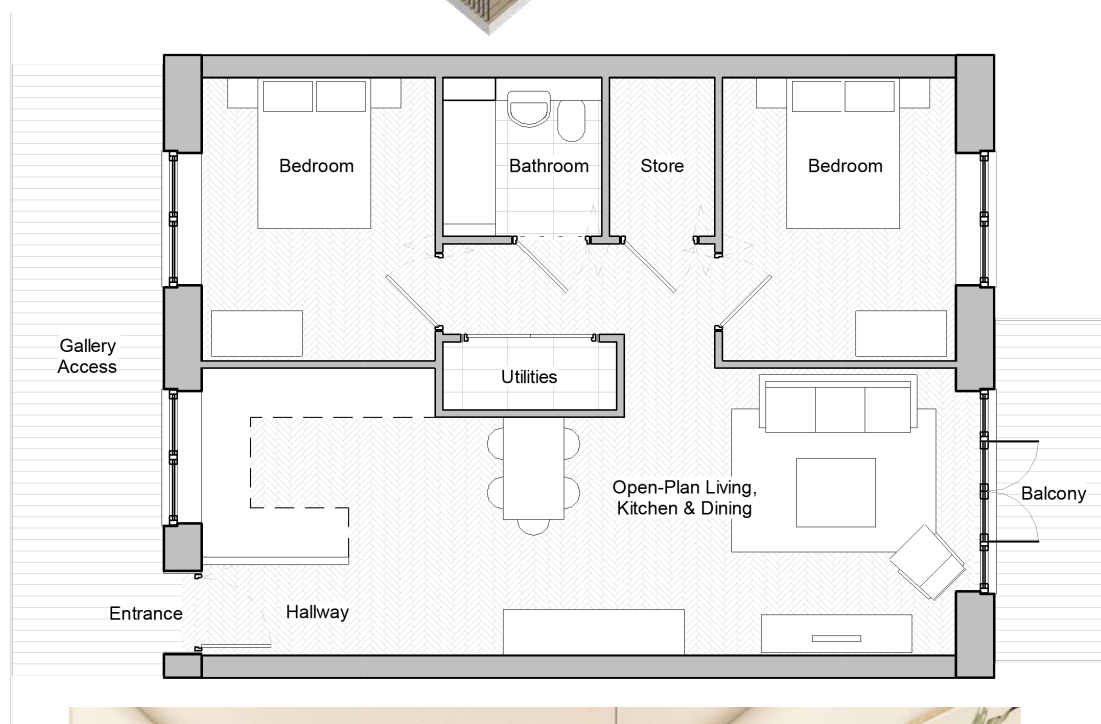 Bedroom
Bathroom
Store
Bedroom
Gallery
Access
Utilities
Open-Plan Living,
Kitchen & Dining
Balcony
Entrance
Hallway